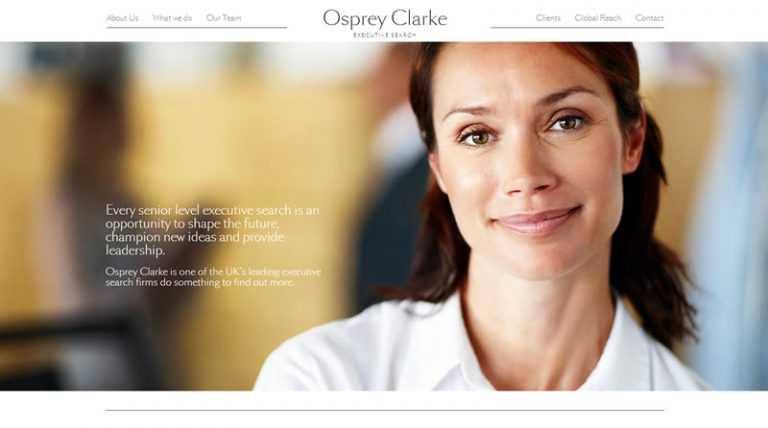 About Us What we do Our Team Osprey Clarke Clients Global Reach Contact
EXECUTIVE SEARCH
Every senior level executive search is an
opportunity to shape the future,
champion new ideas and provide
leadership.
Osprey Clarke is one of the UK's leading executive
search firms do something to find out more.